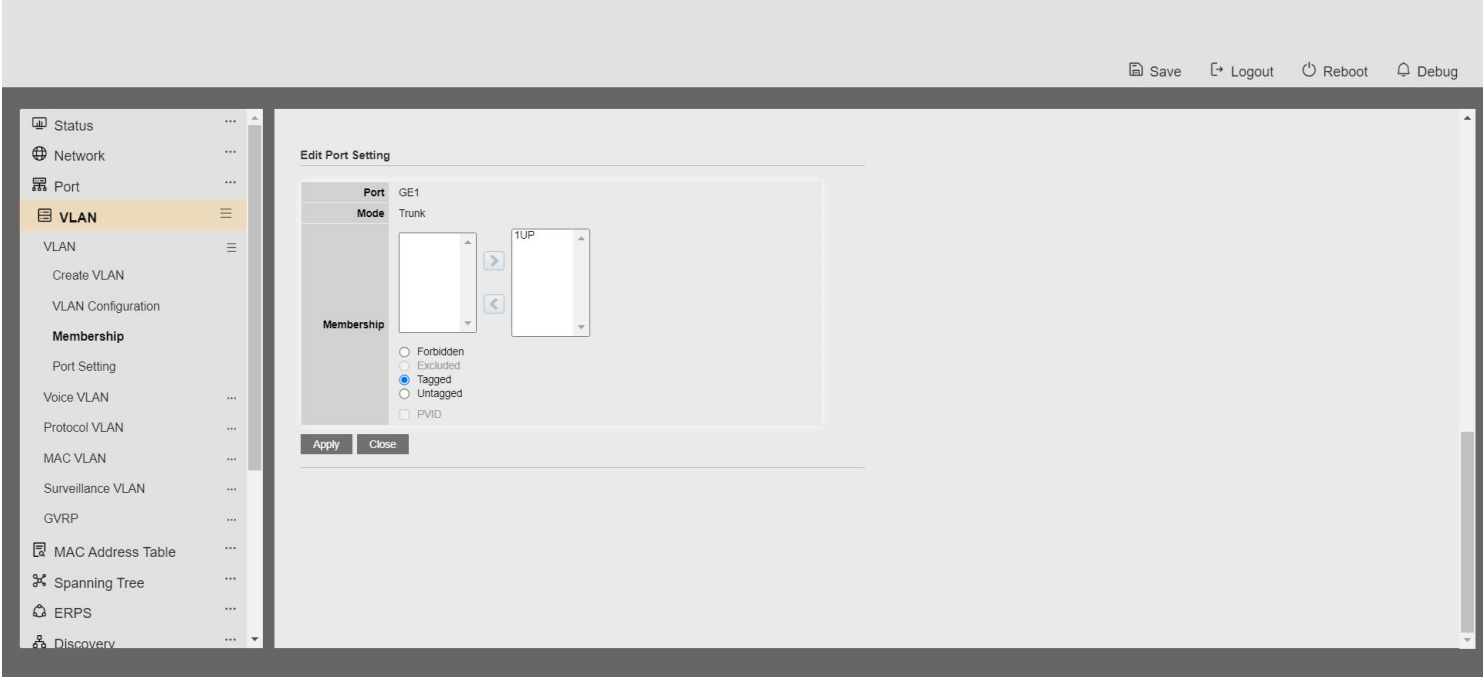 Save Logout Reboot Debug
Status ...
Network ...
Port ...
VLAN
VLAN
Create VLAN
VLAN Configuration
Membership
Port Setting
Voice VLAN ...
Protocol VLAN ...
MAC VLAN ...
Surveillance VLAN ...
GVRP ...
MAC Address Table ...
Spanning Tree ...
ERPS ...
Discovery ...
Edit Port Setting
Port GE1
Mode Trunk
Membership
1UP
Forbidden
Excluded
Tagged
Untagged
PVID
Apply Close